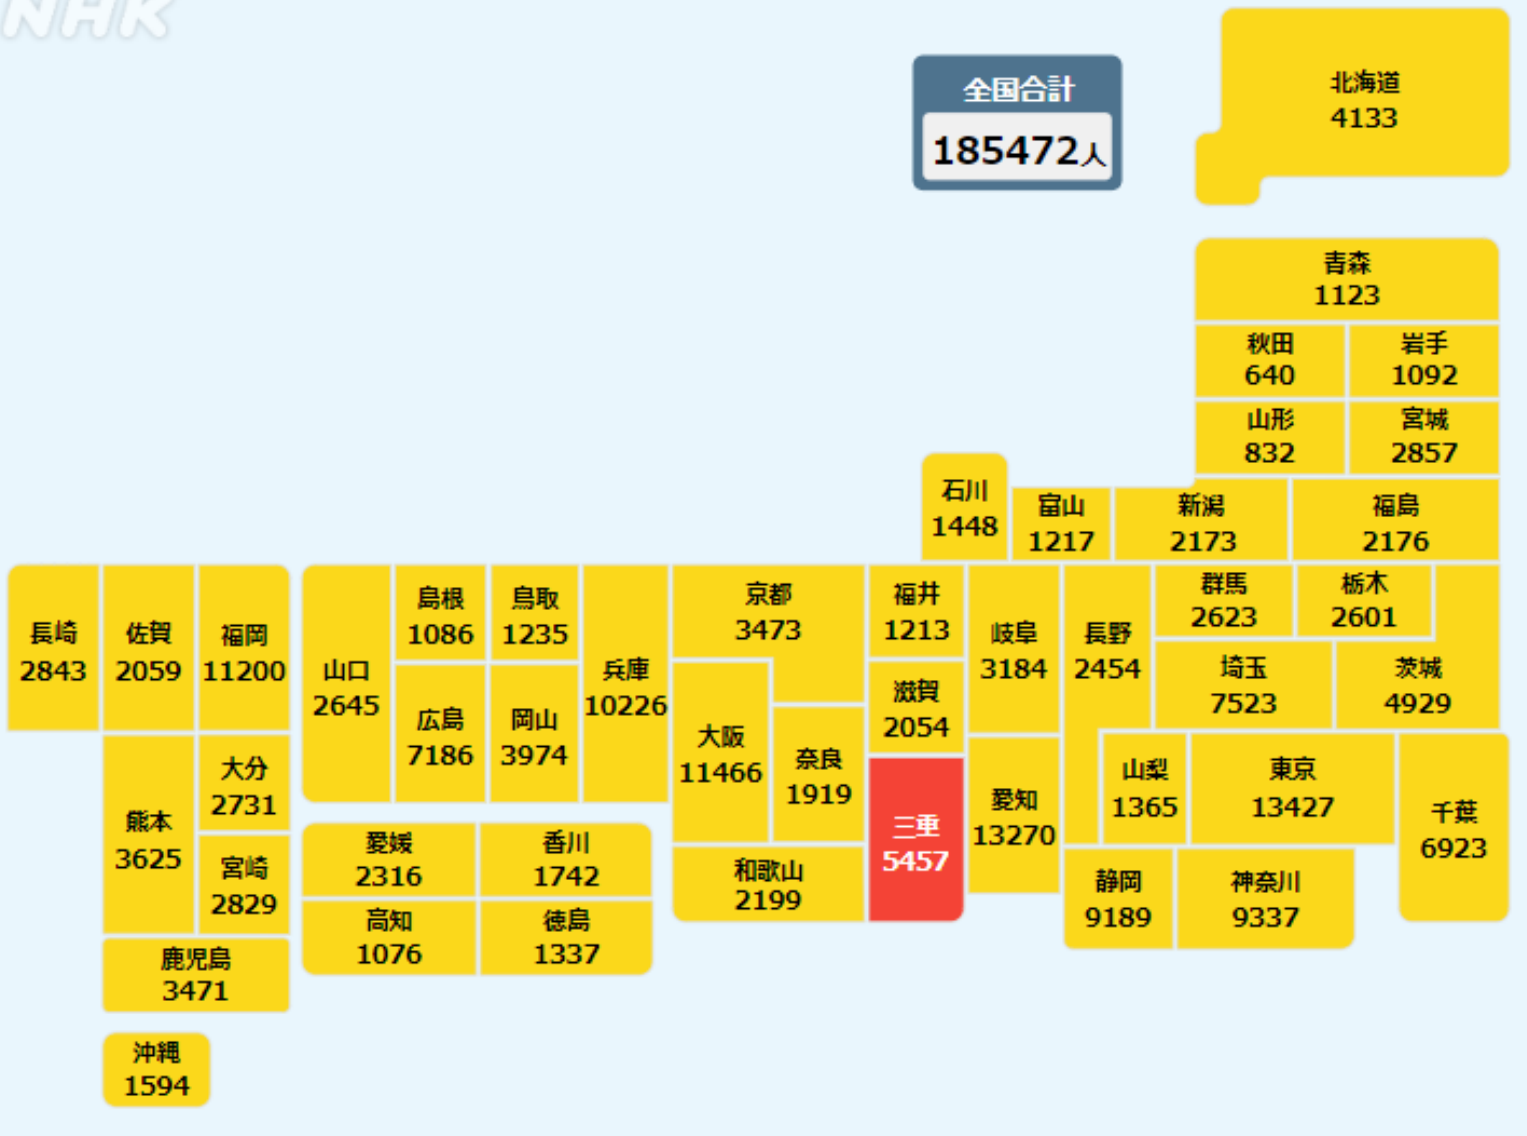 NHK
全国合計
185472人
北海道
4133
青森
1123
秋田
640
岩手
1092
山形
832
宮城
2857
石川
1448
富山
1217
新潟
2173
福島
2176
長崎
2843
佐賀
2059
福岡
11200
山口
2645
島根
1086
鳥取
1235
兵庫
10226
京都
3473
福井
1213
岐阜
3184
長野
2454
群馬
2623
栃木
2601
広島
7186
岡山
3974
大阪
11466
奈良
1919
滋賀
2054
埼玉
7523
茨城
4929
熊本
3625
大分
2731
宮崎
2829
三重
5457
愛知
13270
山梨
1365
東京
13427
千葉
6923
愛媛
2316
香川
1742
和歌山
2199
静岡
9189
神奈川
9337
高知
1076
徳島
1337
鹿児島
3471
沖縄
1594